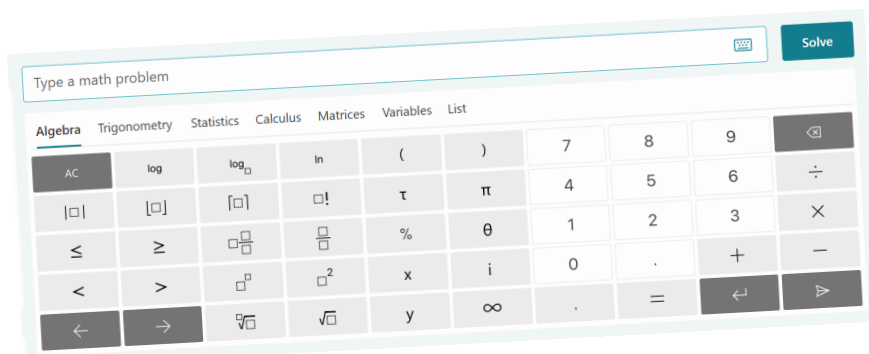 Type a math problem
Solve
Algebra Trigonometry Statistics Calculus Matrices Variables List
AC log log□ ln ( ) 7 8 9
|□| ⌊□⌋ ⌈□⌉ □! τ π 4 5 6 ÷
≤ ≥ □□/□ □/□ % θ 1 2 3 ×
< > □^□ □² x i 0 . + −
← → □√□ √□ y ∞ , = ↵